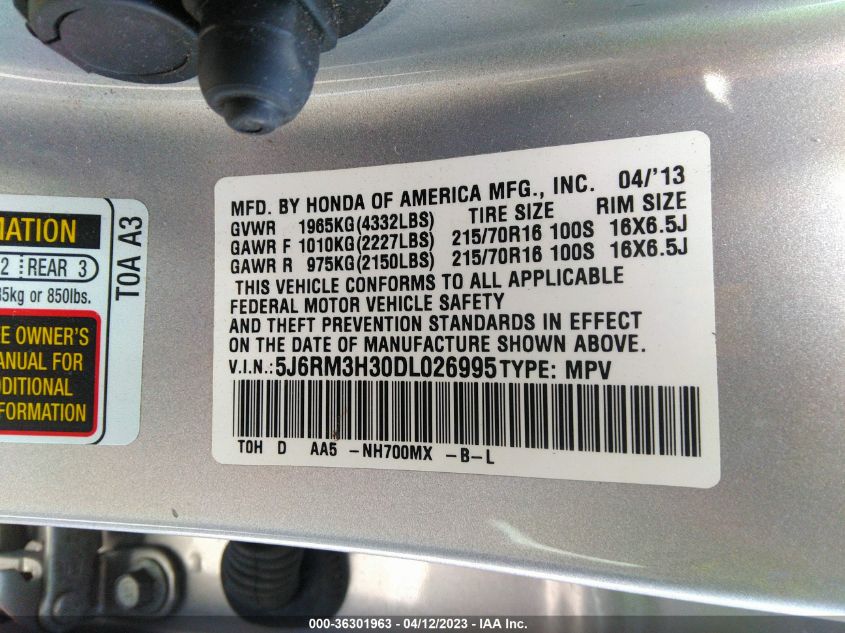 MFD. BY HONDA OF AMERICA MFG., INC. 04/'13
GVWR 1965KG(4332LBS) TIRE SIZE RIM SIZE
GAWR F 1010KG(2227LBS) 215/70R16 100S 16X6.5J
GAWR R 975KG(2150LBS) 215/70R16 100S 16X6.5J
THIS VEHICLE CONFORMS TO ALL APPLICABLE
FEDERAL MOTOR VEHICLE SAFETY
AND THEFT PREVENTION STANDARDS IN EFFECT
ON THE DATE OF MANUFACTURE SHOWN ABOVE.
V.I.N.: 5J6RM3H30DL026995 TYPE: MPV
T0H D AA5 -NH700MX -B-L
MATION
2 REAR 3
35kg or 850lbs.
E OWNER'S
ANUAL FOR
DDITIONAL
FORMATION
T0A A3
000-36301963 - 04/12/2023 - IAA Inc.